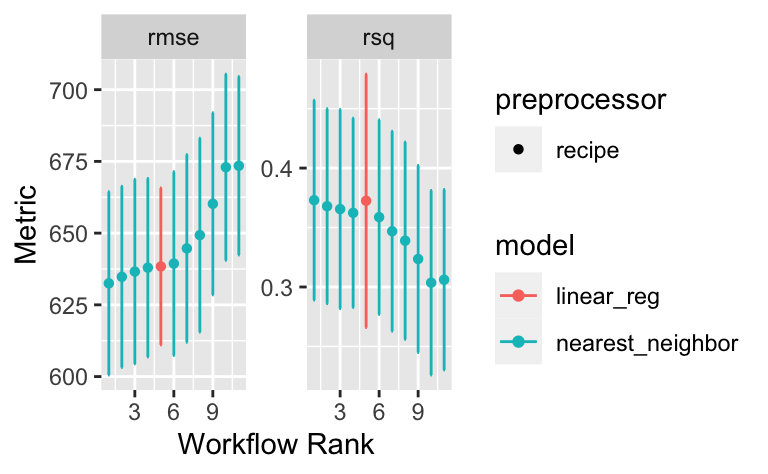 rmse
rsq
700
675
650
625
600
0.4
0.3
3 6 9
3 6 9
Metric
Workflow Rank
preprocessor
recipe
model
linear_reg
nearest_neighbor